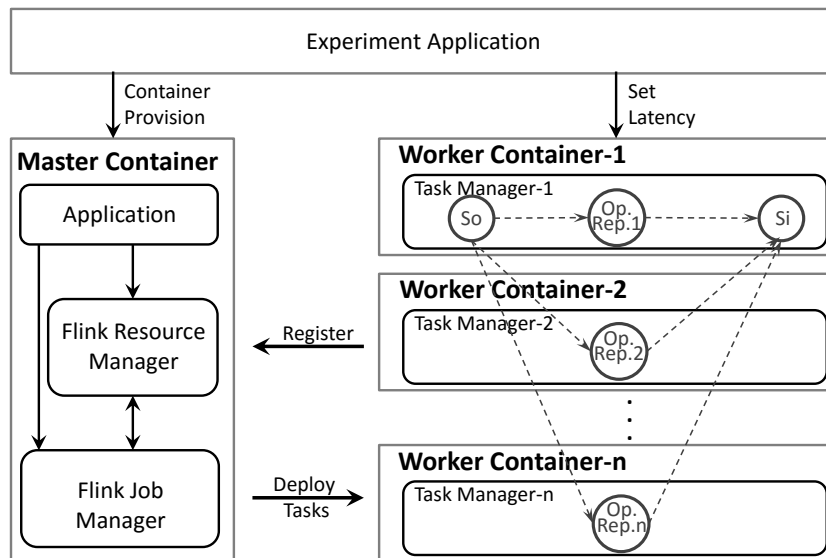 Experiment Application
Container
Provision
Set
Latency
Master Container
Application
Flink Resource
Manager
Flink Job
Manager
Register
Deploy
Tasks
Worker Container-1
Task Manager-1
So
Op.
Rep.1
Si
Worker Container-2
Task Manager-2
Op.
Rep.2
Worker Container-n
Task Manager-n
Op.
Rep.n